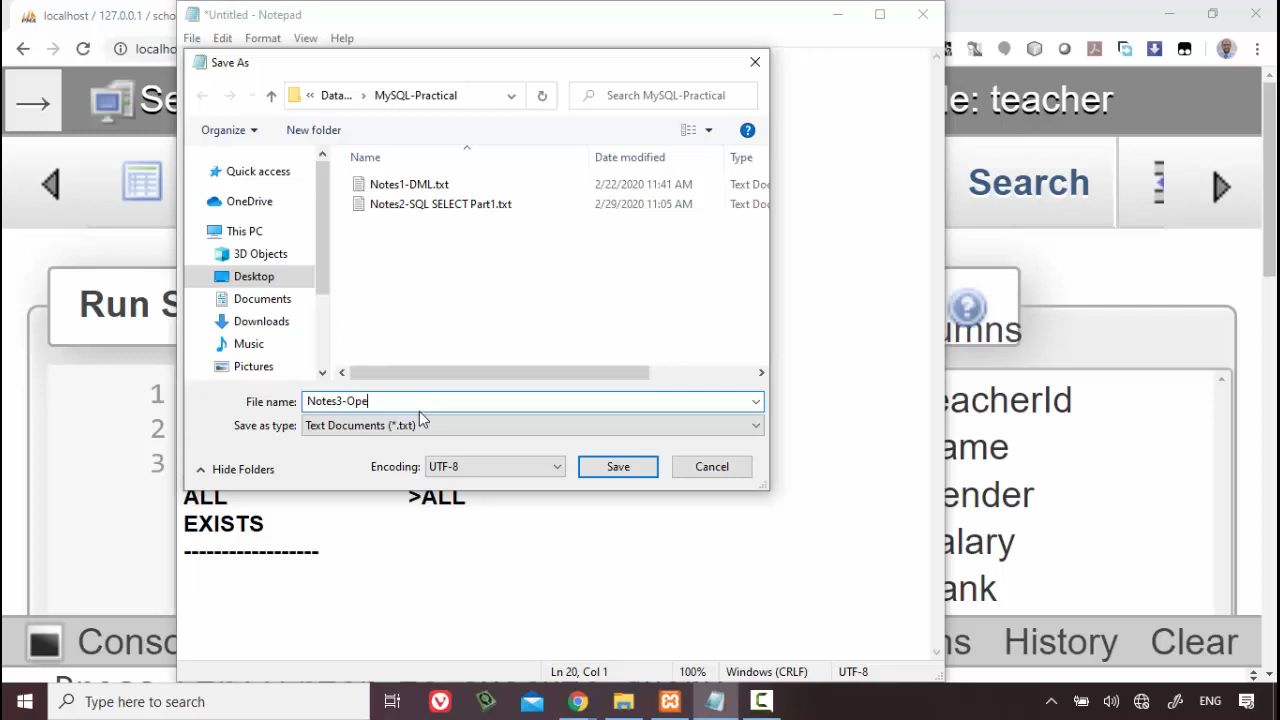 localhost / 127.0.0.1 / scho
*Untitled - Notepad
localho
File Edit Format View Help
Save As
Se
le: teacher
« Data... > MySQL-Practical
Search MySQL-Practical
Organize
New folder
Name
Date modified
Type
Quick access
OneDrive
This PC
3D Objects
Desktop
Documents
Downloads
Music
Pictures
Notes1-DML.txt 2/22/2020 11:41 AM Text Doc
Notes2-SQL SELECT Part1.txt 2/29/2020 11:05 AM Text Doc
Search
Run S
umns
1
2
3
eacherId
ame
ender
alary
ank
File name: Notes3-Ope
Save as type: Text Documents (*.txt)
Hide Folders
Encoding: UTF-8
Save
Cancel
ALL >ALL
EXISTS
------------------
Conso
ns
History
Clear
Ln 20, Col 1
100%
Windows (CRLF)
UTF-8
Type here to search
ENG